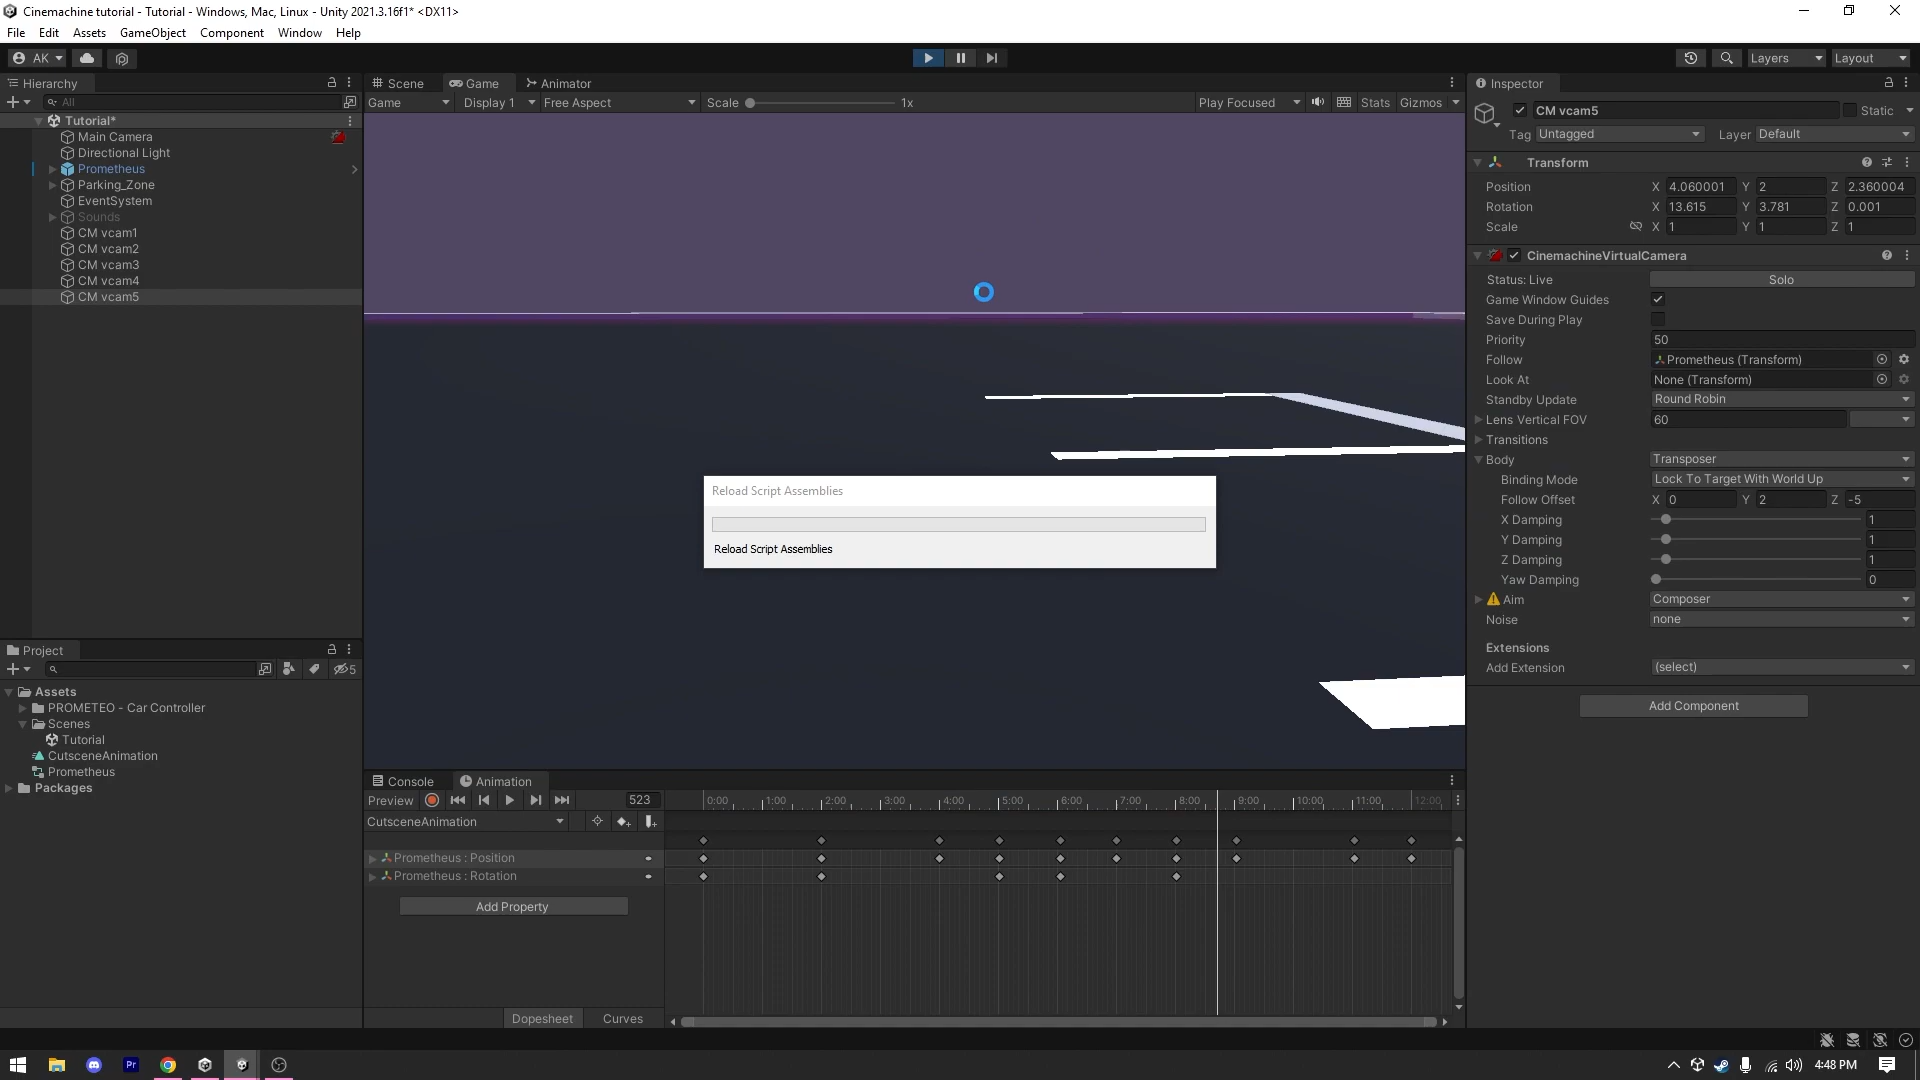 Cinemachine tutorial - Tutorial - Windows, Mac, Linux - Unity 2021.3.16f1* <DX11>
File Edit Assets GameObject Component Window Help
AK Layers Layout
Hierarchy
All
Tutorial*
Main Camera
Directional Light
Prometheus
Parking_Zone
EventSystem
Sounds
CM vcam1
CM vcam2
CM vcam3
CM vcam4
CM vcam5
Project
5
Assets
PROMETEO - Car Controller
Scenes
Tutorial
CutsceneAnimation
Prometheus
Packages
Scene Game Animator
Game Display 1 Free Aspect Scale 1x Play Focused Stats Gizmos
Reload Script Assemblies
Reload Script Assemblies
Console Animation
Preview 523 0:00 1:00 2:00 3:00 4:00 5:00 6:00 7:00 8:00 9:00 10:00 11:00 12:00
CutsceneAnimation
Prometheus : Position
Prometheus : Rotation
Add Property
Dopesheet Curves
Inspector
CM vcam5 Static
Tag Untagged Layer Default
Transform
Position X 4.060001 Y 2 Z 2.360004
Rotation X 13.615 Y 3.781 Z 0.001
Scale X 1 Y 1 Z 1
CinemachineVirtualCamera
Status: Live Solo
Game Window Guides
Save During Play
Priority 50
Follow Prometheus (Transform)
Look At None (Transform)
Standby Update Round Robin
Lens Vertical FOV 60
Transitions
Body Transposer
Binding Mode Lock To Target With World Up
Follow Offset X 0 Y 2 Z -5
X Damping 1
Y Damping 1
Z Damping 1
Yaw Damping 0
Aim Composer
Noise none
Extensions
Add Extension (select)
Add Component
Pr 4:48 PM